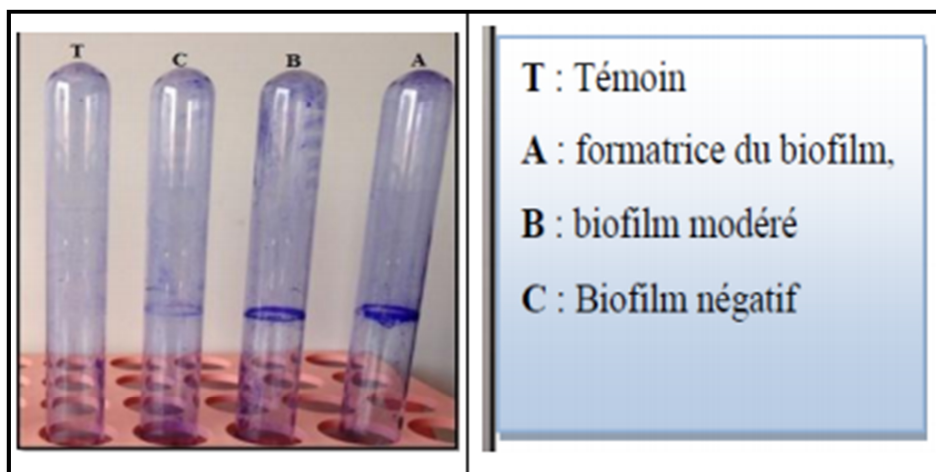 T C B A
T : Témoin
A : formatrice du biofilm,
B : biofilm modéré
C : Biofilm négatif